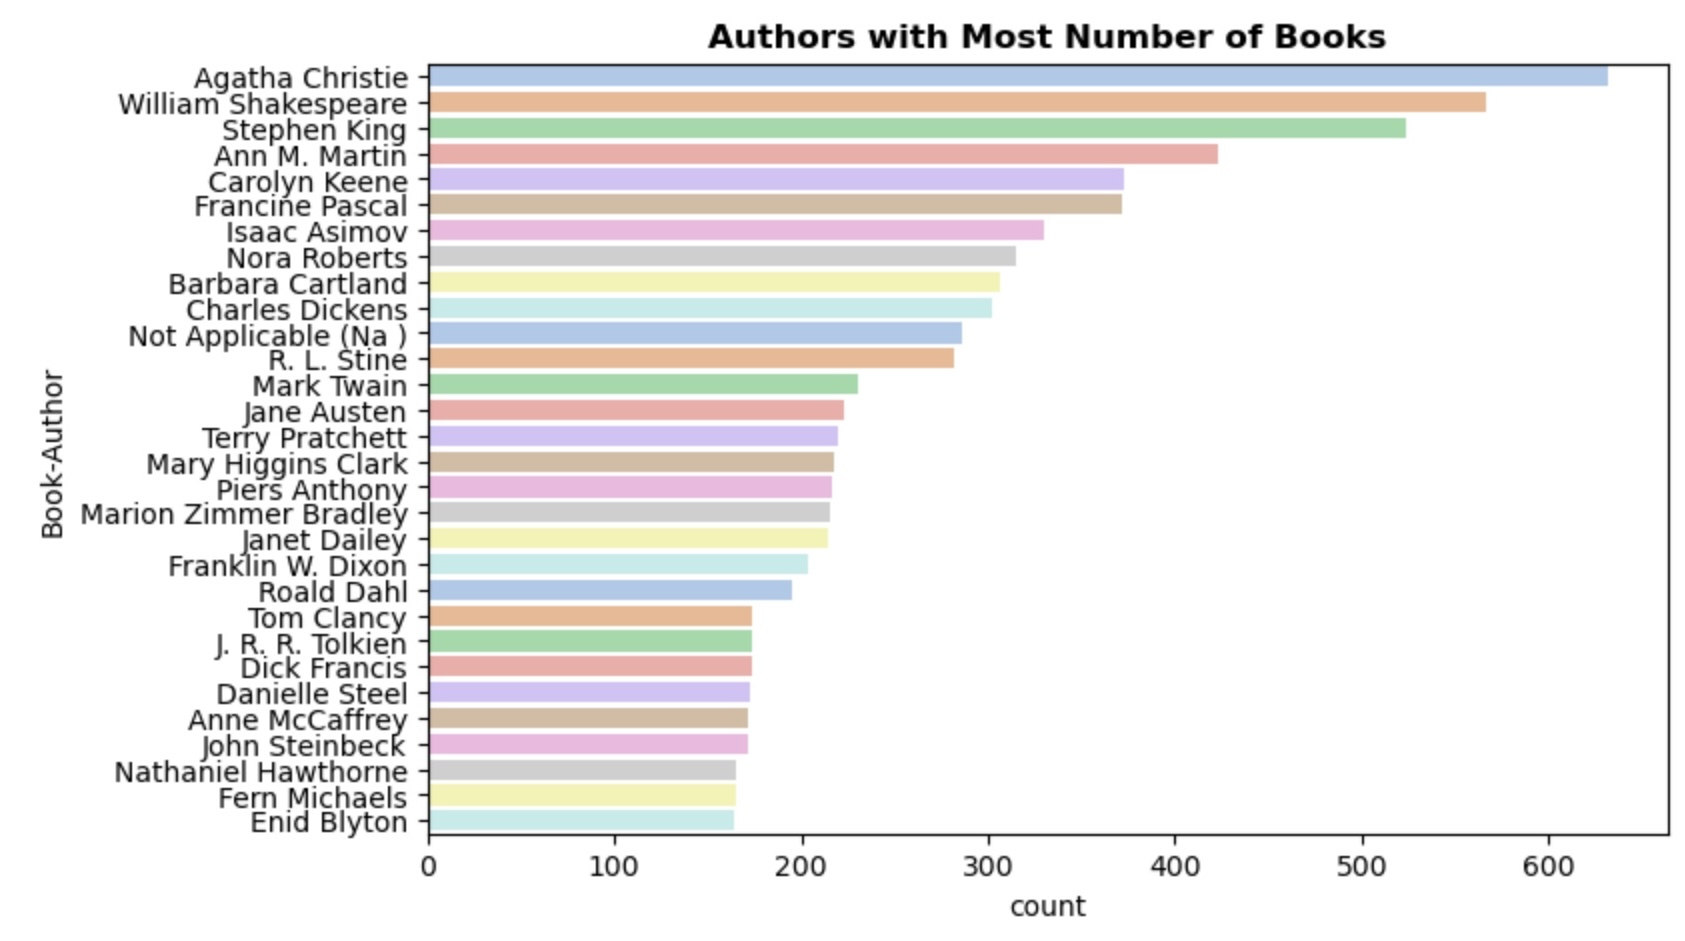 Authors with Most Number of Books
Agatha Christie
William Shakespeare
Stephen King
Ann M. Martin
Carolyn Keene
Francine Pascal
Isaac Asimov
Nora Roberts
Barbara Cartland
Charles Dickens
Not Applicable (Na )
R. L. Stine
Mark Twain
Jane Austen
Terry Pratchett
Mary Higgins Clark
Piers Anthony
Marion Zimmer Bradley
Janet Dailey
Franklin W. Dixon
Roald Dahl
Tom Clancy
J. R. R. Tolkien
Dick Francis
Danielle Steel
Anne McCaffrey
John Steinbeck
Nathaniel Hawthorne
Fern Michaels
Enid Blyton
Book-Author
0 100 200 300 400 500 600
count